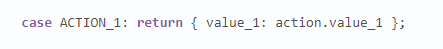 case ACTION_1: return { value_1: action.value_1 };